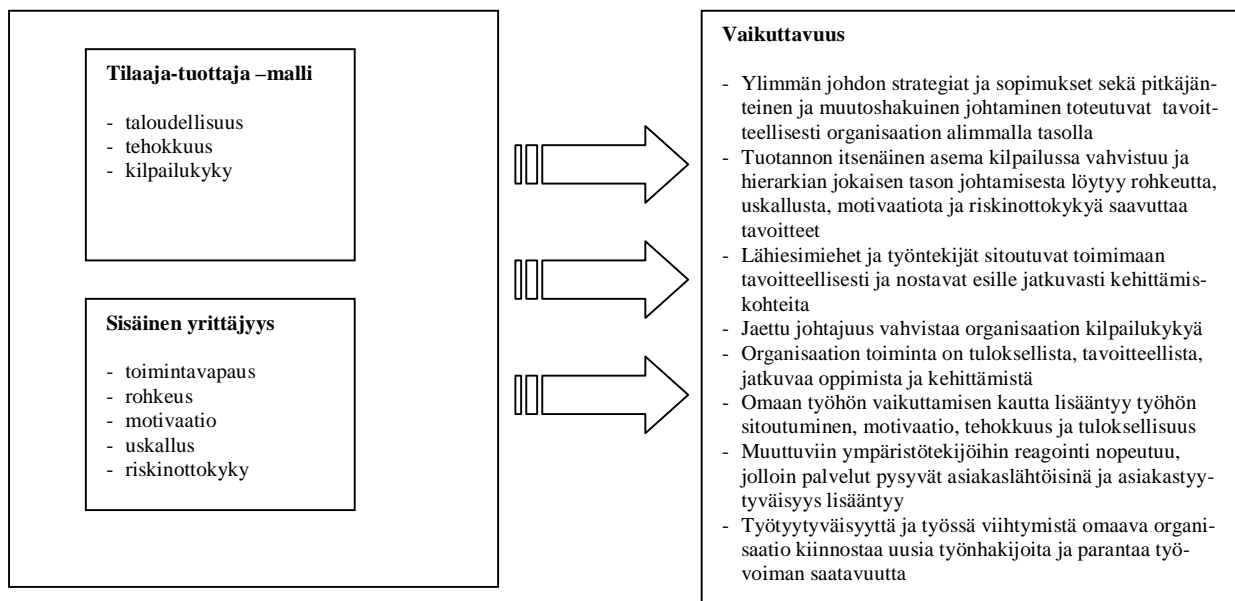 Tilaaja-tuottaja –malli
- taloudellisuus
- tehokkuus
- kilpailukyky
Sisäinen yrittäjyys
- toimintavapaus
- rohkeus
- motivaatio
- uskallus
- riskinottokyky
Vaikuttavuus
- Ylimmän johdon strategiat ja sopimukset sekä pitkäjän-
teinen ja muutoshakuinen johtaminen toteutuvat tavoit-
teellisesti organisaation alimmalla tasolla
- Tuotannon itsenäinen asema kilpailussa vahvistuu ja
hierarkian jokaisen tason johtamisesta löytyy rohkeutta,
uskallusta, motivaatiota ja riskinottokykyä saavuttaa
tavoitteet
- Lähiesimiehet ja työntekijät sitoutuvat toimimaan
tavoitteellisesti ja nostavat esille jatkuvasti kehittämis-
kohteita
- Jaettu johtajuus vahvistaa organisaation kilpailukykyä
- Organisaation toiminta on tuloksellista, tavoitteellista,
jatkuvaa oppimista ja kehittämistä
- Omaan työhön vaikuttamisen kautta lisääntyy työhön
sitoutuminen, motivaatio, tehokkuus ja tuloksellisuus
- Muuttuviin ympäristötekijöihin reagointi nopeutuu,
jolloin palvelut pysyvät asiakaslähtöisinä ja asiakastyy-
tyväisyys lisääntyy
- Työtyytyväisyyttä ja työssä viihtymistä omaava organi-
saatio kiinnostaa uusia työnhakijoita ja parantaa työ-
voiman saatavuutta